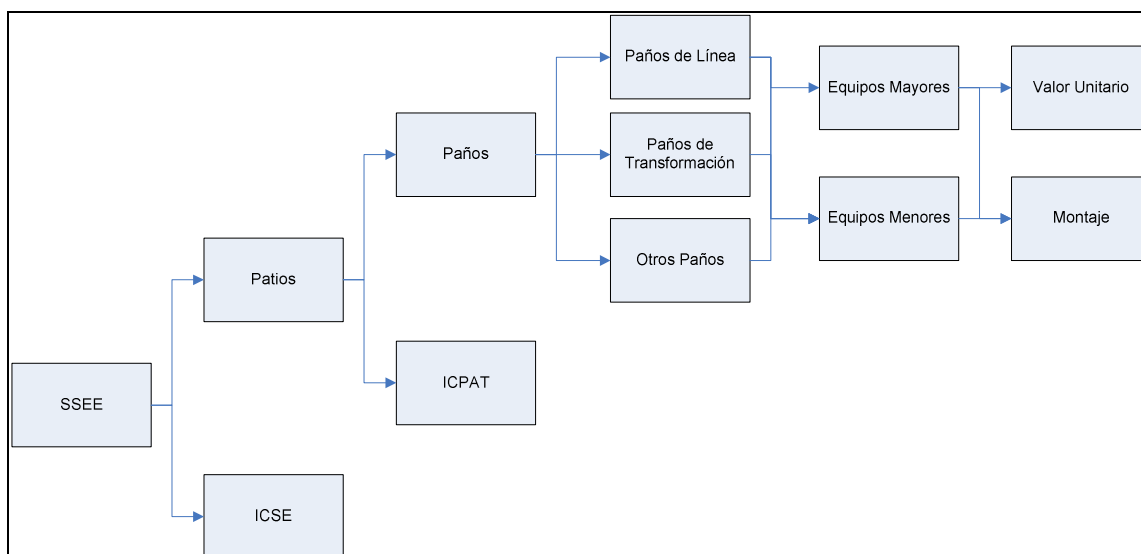 SSEE
Patios
ICSE
Paños
ICPAT
Paños de Línea
Paños de
Transformación
Otros Paños
Equipos Mayores
Equipos Menores
Valor Unitario
Montaje